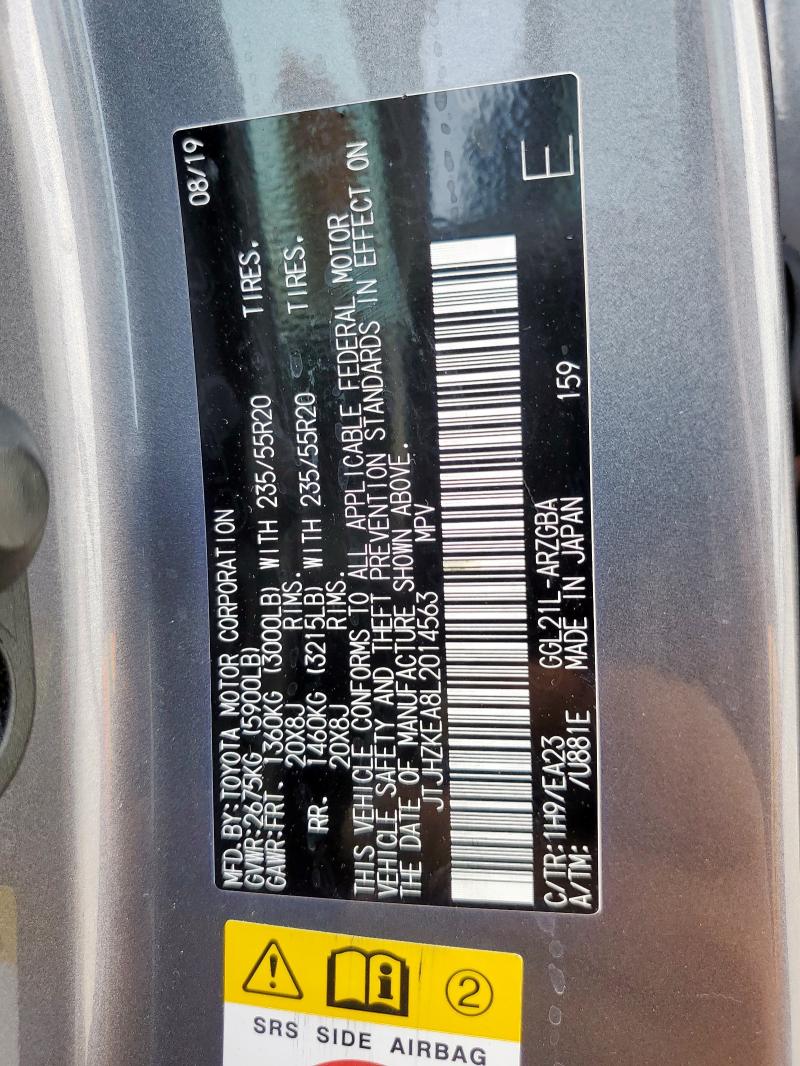 MFD.BY:TOYOTA MOTOR CORPORATION 08/19
GVWR:2675KG (5900LB)
GAWR:FRT. 1360KG (3000LB) WITH 235/55R20 TIRES.
20X8J RIMS.
RR. 1460KG (3215LB) WITH 235/55R20 TIRES.
20X8J RIMS.
THIS VEHICLE CONFORMS TO ALL APPLICABLE FEDERAL MOTOR
VEHICLE SAFETY AND THEFT PREVENTION STANDARDS IN EFFECT ON
THE DATE OF MANUFACTURE SHOWN ABOVE.
JTJHZKEA8L2014563 MPV
E
C/TR:1H9/EA23 GGL21L-ARZGBA 159
A/TM: /U881E MADE IN JAPAN
2
SRS SIDE AIRBAG